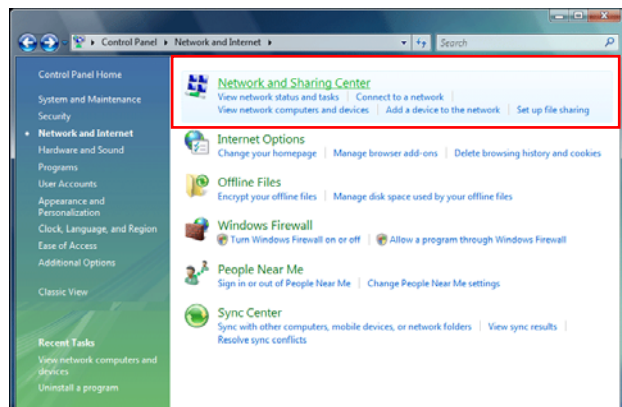 Control Panel ▸ Network and Internet ▸
Search
Control Panel Home
System and Maintenance
Security
Network and Internet
Hardware and Sound
Programs
User Accounts
Appearance and
Personalization
Clock, Language, and Region
Ease of Access
Additional Options
Classic View
Recent Tasks
View network computers and
devices
Uninstall a program
Network and Sharing Center
View network status and tasks | Connect to a network |
View network computers and devices | Add a device to the network | Set up file sharing
Internet Options
Change your homepage | Manage browser add-ons | Delete browsing history and cookies
Offline Files
Encrypt your offline files | Manage disk space used by your offline files
Windows Firewall
Turn Windows Firewall on or off | Allow a program through Windows Firewall
People Near Me
Sign in or out of People Near Me | Change People Near Me settings
Sync Center
Sync with other computers, mobile devices, or network folders | View sync results |
Resolve sync conflicts